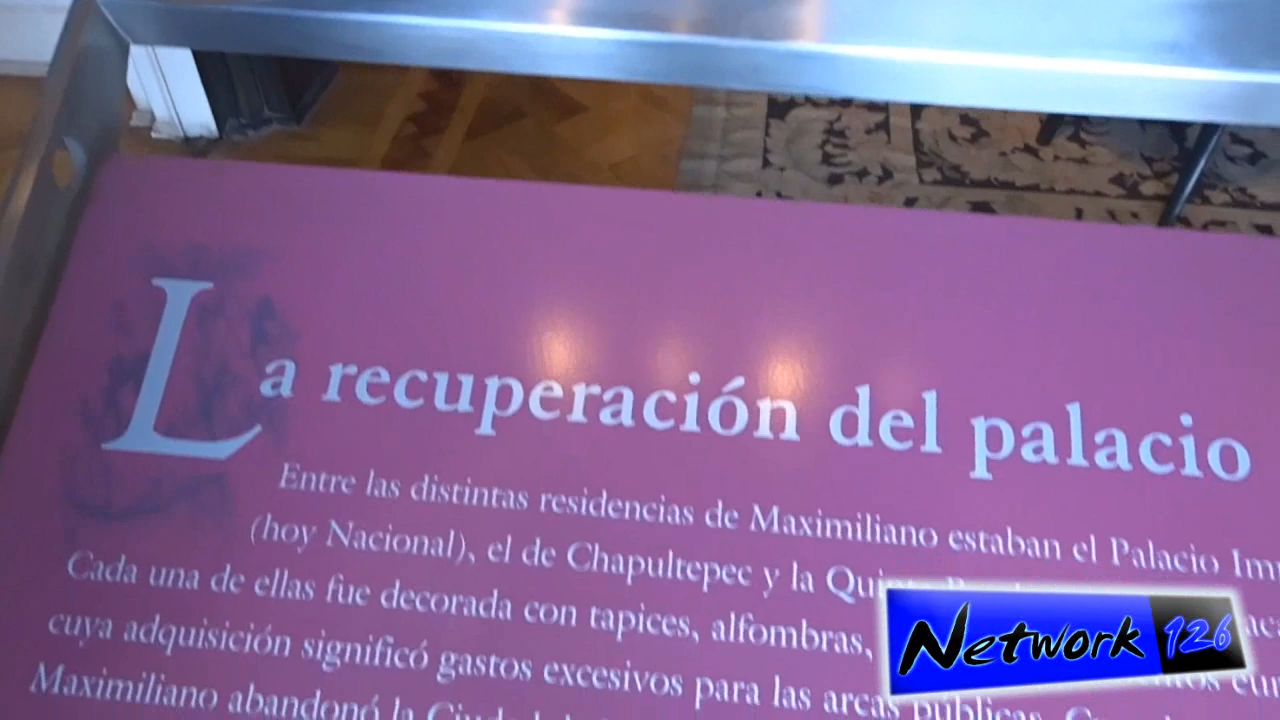 La recuperación del palacio
Entre las distintas residencias de Maximiliano estaban el Palacio Im
(hoy Nacional), el de Chapultepec y la
Cada una de ellas fue decorada con tapices, alfombras,
cuya adquisición significó gastos excesivos para las arcas públicas.
Maximiliano abandonó la
Network 126